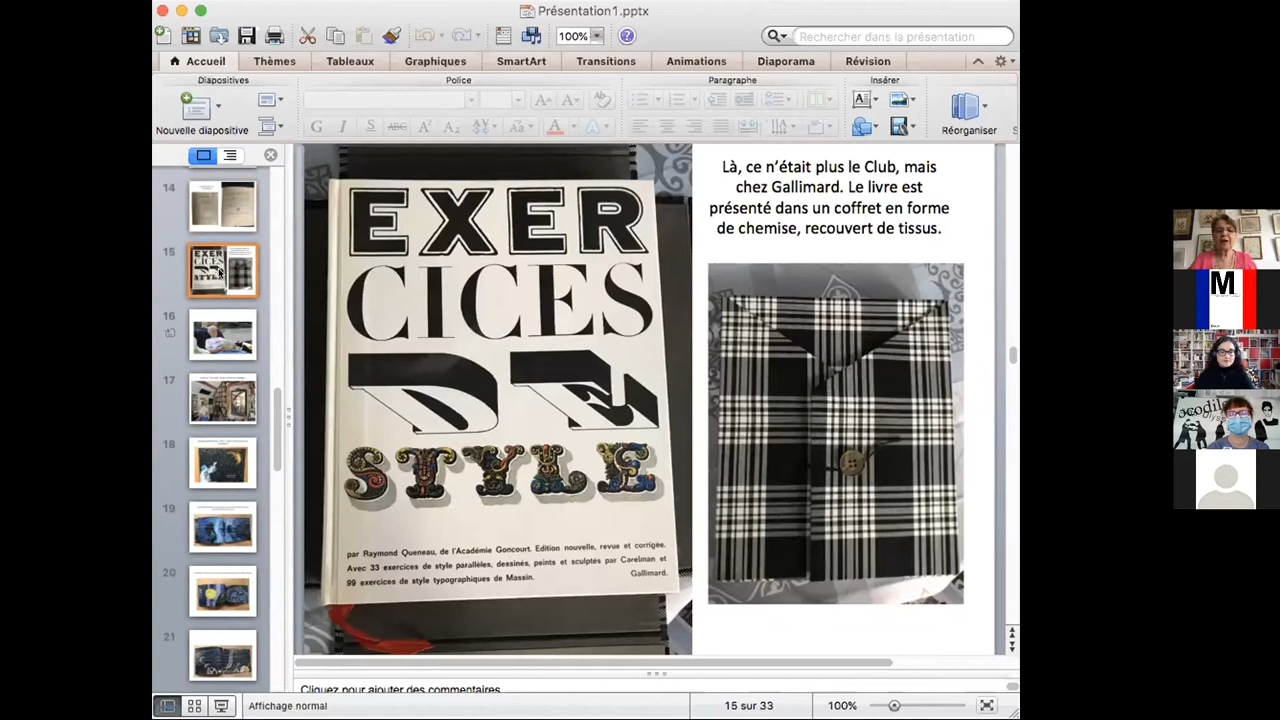 Présentation1.pptx
100%
Rechercher dans la présentation
Accueil
Thèmes
Tableaux
Graphiques
SmartArt
Transitions
Animations
Diaporama
Révision
Diapositives
Police
Paragraphe
Insérer
Nouvelle diapositive
Réorganiser
G I S ABC A² A₂ Aa A A
14
15
16
17
18
19
20
21
EXER
CICES
DE
STYLE
par Raymond Queneau, de l'Académie Goncourt. Edition nouvelle, revue et corrigée.
Avec 33 exercices de style parallèles, dessinés, peints et sculptés par Carelman et
99 exercices de style typographiques de Massin. Gallimard.
Là, ce n'était plus le Club, mais
chez Gallimard. Le livre est
présenté dans un coffret en forme
de chemise, recouvert de tissus.
Cliquez pour ajouter des commentaires
Affichage normal
15 sur 33
100%
M